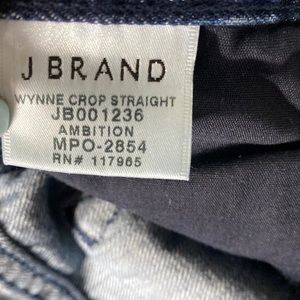 J BRAND
WYNNE CROP STRAIGHT
JB001236
AMBITION
MPO-2854
RN# 117965